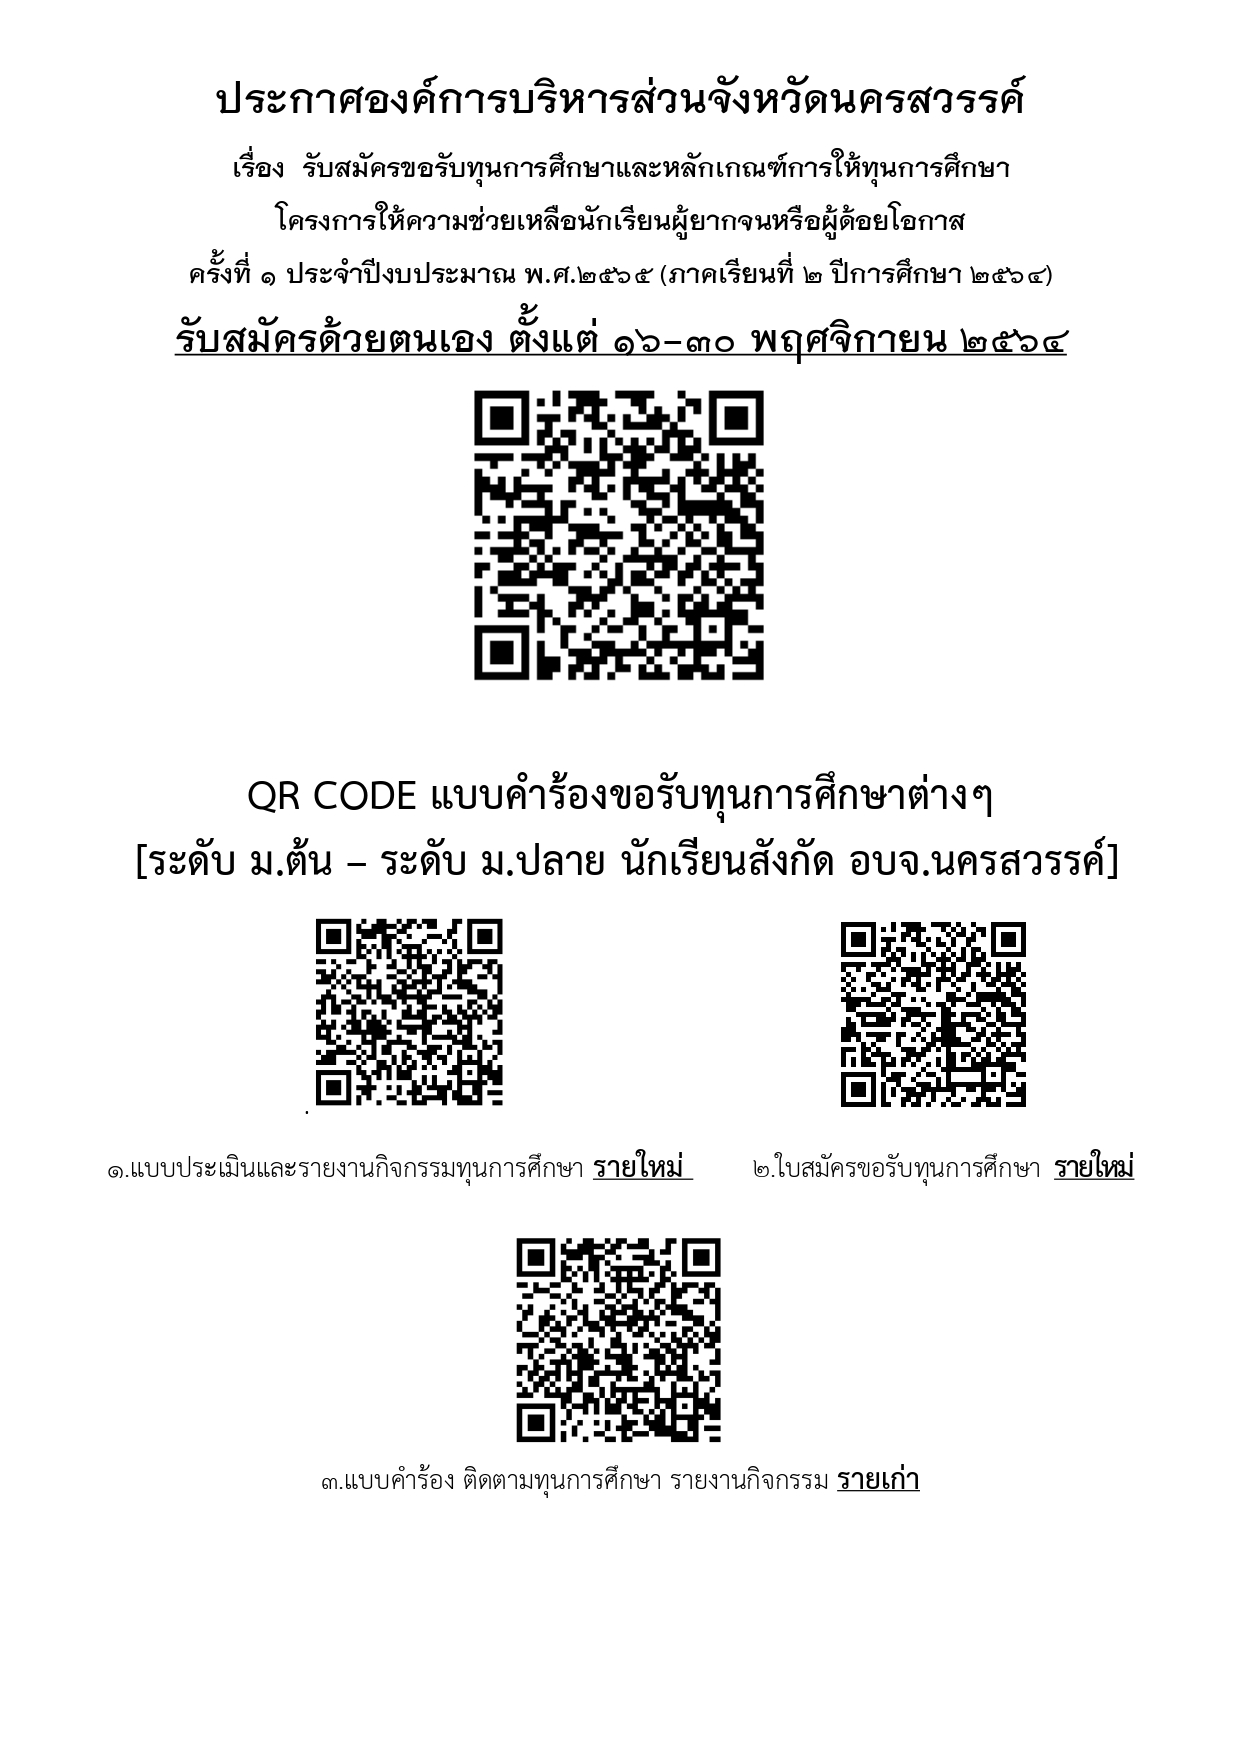 ประกาศองค์การบริหารส่วนจังหวัดนครสวรรค์
เรื่อง รับสมัครขอรับทุนการศึกษาและหลักเกณฑ์การให้ทุนการศึกษา
โครงการให้ความช่วยเหลือนักเรียนผู้ยากจนหรือผู้ด้อยโอกาส
ครั้งที่ ๑ ประจำปีงบประมาณ พ.ศ.๒๕๖๕ (ภาคเรียนที่ ๒ ปีการศึกษา ๒๕๖๔)
รับสมัครด้วยตนเอง ตั้งแต่ ๑๖–๓๐ พฤศจิกายน ๒๕๖๔
QR CODE แบบคำร้องขอรับทุนการศึกษาต่างๆ
[ระดับ ม.ต้น – ระดับ ม.ปลาย นักเรียนสังกัด อบจ.นครสวรรค์]
๑.แบบประเมินและรายงานกิจกรรมทุนการศึกษา รายใหม่ ๒.ใบสมัครขอรับทุนการศึกษา รายใหม่
๓.แบบคำร้อง ติดตามทุนการศึกษา รายงานกิจกรรม รายเก่า